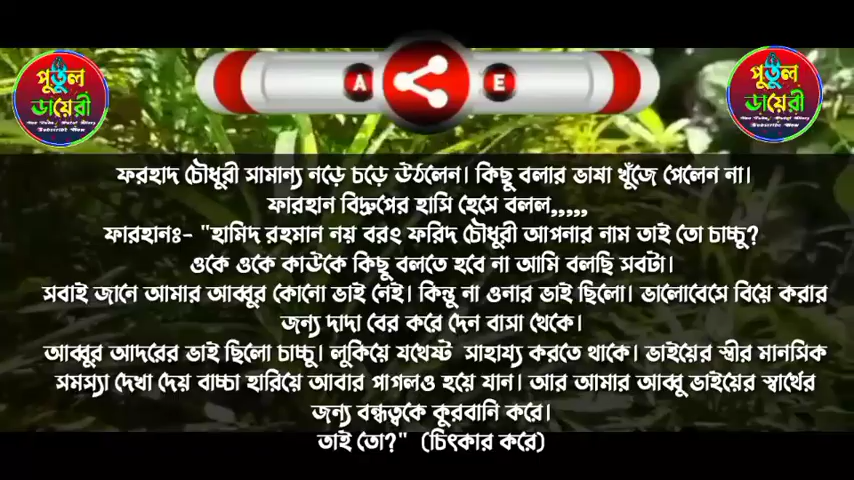 পুতুল
ডায়েরী
A
E
পুতুল
ডায়েরী
ফরহাদ চৌধুরী সামান্য নড়ে চড়ে উঠলেন। কিছু বলার ভাষা খুঁজে পেলেন না।
ফারহান বিদ্রুপের হাসি হেসে বলল,,,,,
ফারহানঃ- "হামিদ রহমান নয় বরং ফরিদ চৌধুরী আপনার নাম তাই তো চাচ্চু?
ওকে ওকে কাউকে কিছু বলতে হবে না আমি বলছি সবটা।
সবাই জানে আমার আব্বুর কোনো ভাই নেই। কিন্তু না ওনার ভাই ছিলো। ভালোবেসে বিয়ে করার
জন্য দাদা বের করে দেন বাসা থেকে।
আব্বুর আদরের ভাই ছিলো চাচ্চু। লুকিয়ে যথেষ্ট সাহায্য করতে থাকে। ভাইয়ের স্ত্রীর মানসিক
সমস্যা দেখা দেয় বাচ্চা হারিয়ে আবার পাগলও হয়ে যান। আর আমার আব্বু ভাইয়ের স্বার্থের
জন্য বন্ধত্বকে কুরবানি করে।
তাই তো?" (চিৎকার করে)